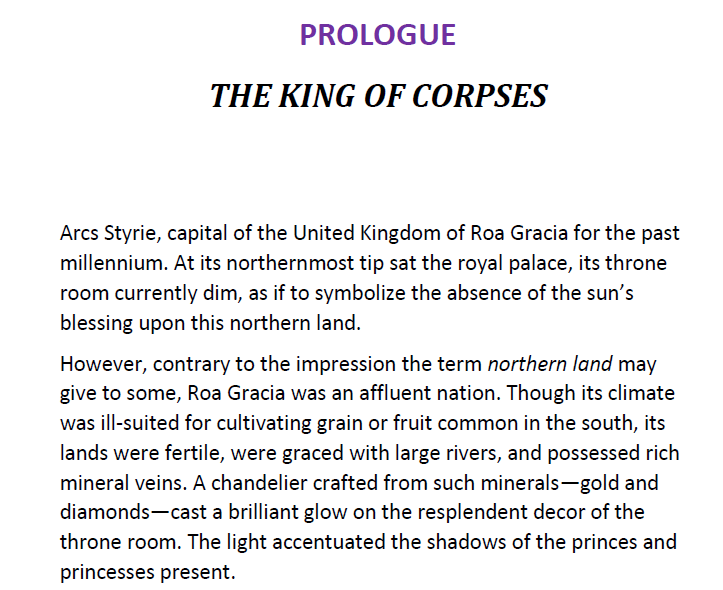 PROLOGUE
THE KING OF CORPSES
Arcs Styrie, capital of the United Kingdom of Roa Gracia for the past
millennium. At its northernmost tip sat the royal palace, its throne
room currently dim, as if to symbolize the absence of the sun’s
blessing upon this northern land.
However, contrary to the impression the term northern land may
give to some, Roa Gracia was an affluent nation. Though its climate
was ill-suited for cultivating grain or fruit common in the south, its
lands were fertile, were graced with large rivers, and possessed rich
mineral veins. A chandelier crafted from such minerals—gold and
diamonds—cast a brilliant glow on the resplendent decor of the
throne room. The light accentuated the shadows of the princes and
princesses present.